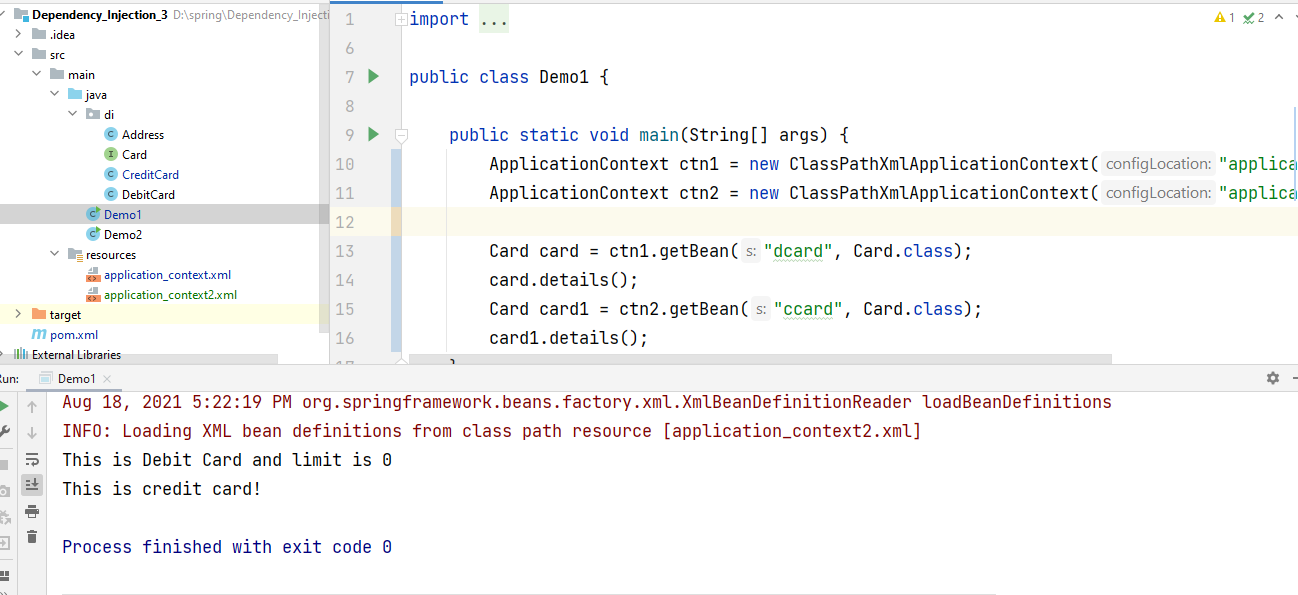 Dependency_Injection_3 D:\spring\Dependency_Injecti
.idea
src
main
java
di
Address
Card
CreditCard
DebitCard
Demo1
Demo2
resources
application_context.xml
application_context2.xml
target
pom.xml
External Libraries
1 import ...
6
7 public class Demo1 {
8
9 public static void main(String[] args) {
10 ApplicationContext ctn1 = new ClassPathXmlApplicationContext( configLocation: "applica
11 ApplicationContext ctn2 = new ClassPathXmlApplicationContext( configLocation: "applica
12
13 Card card = ctn1.getBean( s: "dcard", Card.class);
14 card.details();
15 Card card1 = ctn2.getBean( s: "ccard", Card.class);
16 card1.details();
1 2
Run: Demo1
Aug 18, 2021 5:22:19 PM org.springframework.beans.factory.xml.XmlBeanDefinitionReader loadBeanDefinitions
INFO: Loading XML bean definitions from class path resource [application_context2.xml]
This is Debit Card and limit is 0
This is credit card!
Process finished with exit code 0